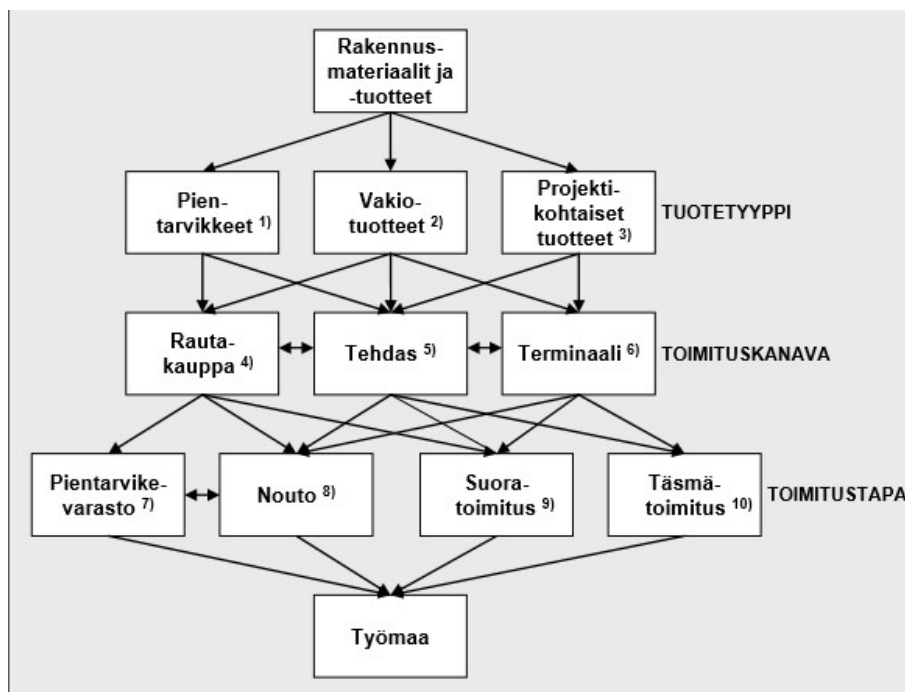 Rakennus-
materiaalit ja
-tuotteet
Pien-
tarvikkeet 1)
Vakio-
tuotteet 2)
Projekti-
kohtaiset
tuotteet 3)
TUOTETYYPPI
Rauta-
kauppa 4)
Tehdas 5)
Terminaali 6)
TOIMITUSKANAVA
Pientarvike-
varasto 7)
Nouto 8)
Suora-
toimitus 9)
Täsmä-
toimitus 10)
TOIMITUSTAPA
Työmaa